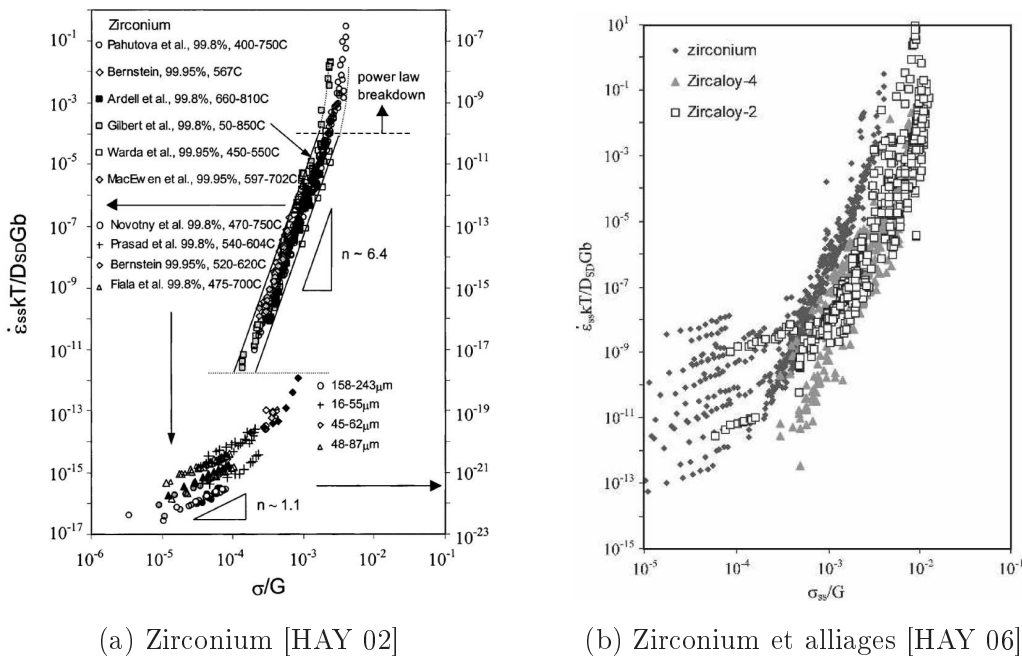 Zirconium
Pahutova et al., 99.8%, 400-750C
Bernstein, 99.95%, 567C
Ardell et al., 99.8%, 660-810C
Gilbert et al., 99.8%, 50-850C
Warda et al., 99.95%, 450-550C
MacEwen et al., 99.95%, 597-702C
Novotny et al. 99.8%, 470-750C
Prasad et al. 99.8%, 540-604C
Bernstein 99.95%, 520-620C
Fiala et al. 99.8%, 475-700C
power law
breakdown
n ~ 6.4
158-243μm
16-55μm
45-62μm
48-87μm
n ~ 1.1
10⁻¹
10⁻³
10⁻⁵
10⁻⁷
10⁻⁹
10⁻¹¹
10⁻¹³
10⁻¹⁵
10⁻¹⁷
10⁻⁷
10⁻⁹
10⁻¹¹
10⁻¹³
10⁻¹⁵
10⁻¹⁷
10⁻¹⁹
10⁻²¹
10⁻²³
ε̇sskT/DSDGb
10⁻⁶ 10⁻⁵ 10⁻⁴ 10⁻³ 10⁻² 10⁻¹
σ/G
(a) Zirconium [HAY 02]
zirconium
Zircaloy-4
Zircaloy-2
10¹
10⁻¹
10⁻³
10⁻⁵
10⁻⁷
10⁻⁹
10⁻¹¹
10⁻¹³
10⁻¹⁵
ε̇sskT/DSDGb
10⁻⁵ 10⁻⁴ 10⁻³ 10⁻² 10⁻¹
σss/G
(b) Zirconium et alliages [HAY 06]